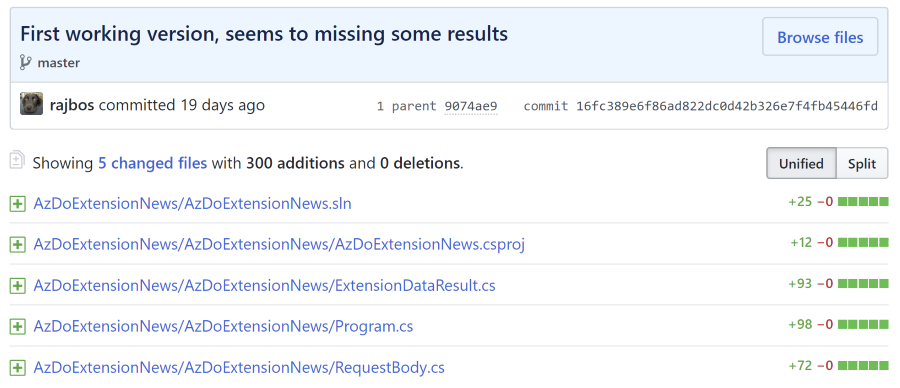 First working version, seems to missing some results
Browse files
master
rajbos committed 19 days ago 1 parent 9074ae9 commit 16fc389e6f86ad822dc0d42b326e7f4fb45446fd
Showing 5 changed files with 300 additions and 0 deletions. Unified Split
AzDoExtensionNews/AzDoExtensionNews.sln +25 −0
AzDoExtensionNews/AzDoExtensionNews/AzDoExtensionNews.csproj +12 −0
AzDoExtensionNews/AzDoExtensionNews/ExtensionDataResult.cs +93 −0
AzDoExtensionNews/AzDoExtensionNews/Program.cs +98 −0
AzDoExtensionNews/AzDoExtensionNews/RequestBody.cs +72 −0